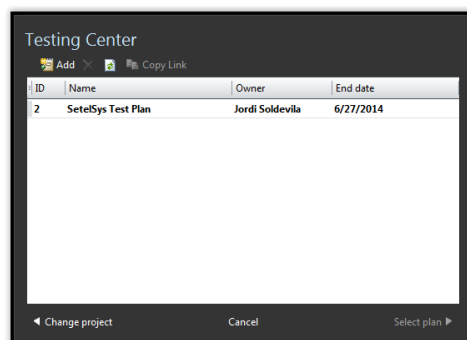 Testing Center
Add Copy Link
ID Name Owner End date
2 SetelSys Test Plan Jordi Soldevila 6/27/2014
Change project Cancel Select plan